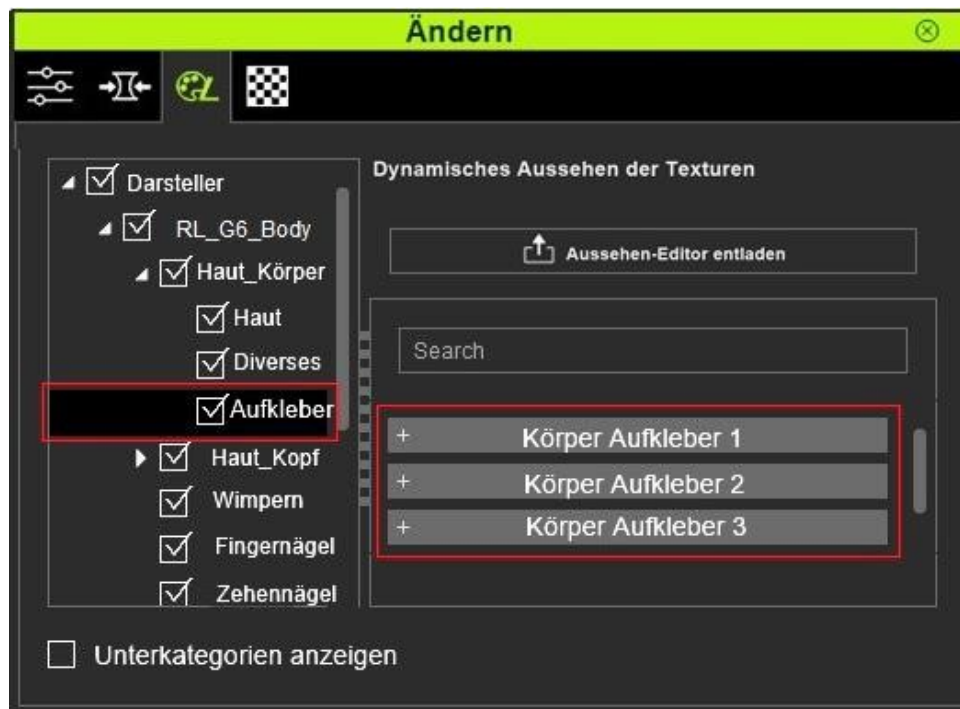 Ändern
Dynamisches Aussehen der Texturen
Darsteller
RL_G6_Body
Haut_Körper
Haut
Diverses
Aufkleber
Haut_Kopf
Wimpern
Fingernägel
Zehennägel
Aussehen-Editor entladen
Search
+ Körper Aufkleber 1
+ Körper Aufkleber 2
+ Körper Aufkleber 3
Unterkategorien anzeigen